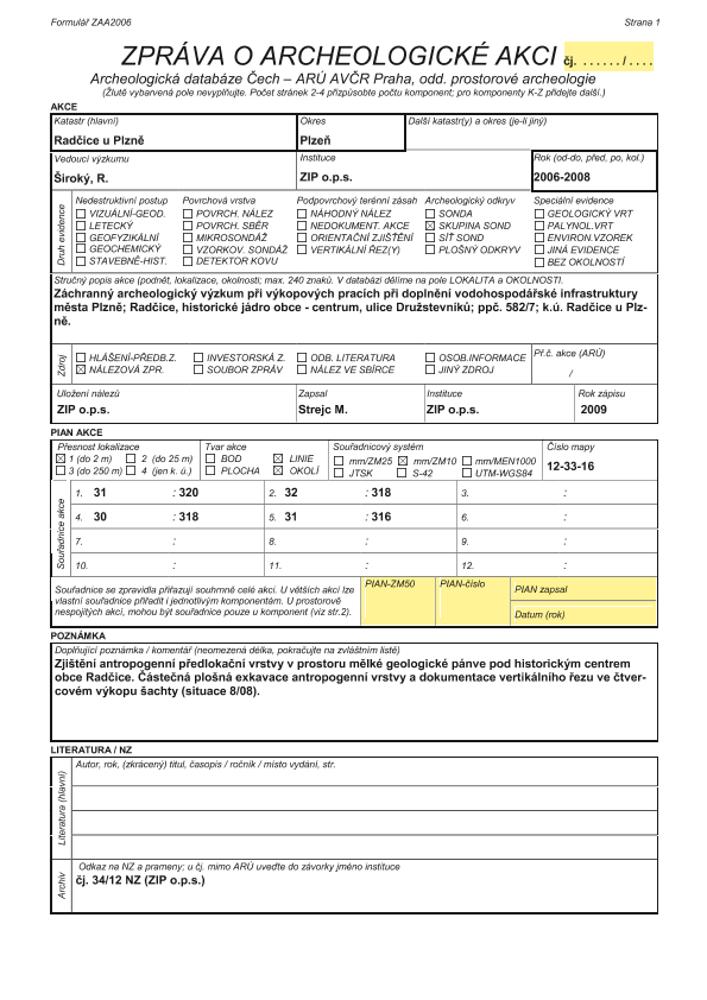 Formulář ZAA2006 Strana 1
ZPRÁVA O ARCHEOLOGICKÉ AKCI čj. ....../....
Archeologická databáze Čech – ARÚ AVČR Praha, odd. prostorové archeologie
(Žlutě vybarvená pole nevyplňujte. Počet stránek 2-4 přizpůsobte počtu komponent; pro komponenty K-Z přidejte další.)
AKCE
Katastr (hlavní) Okres Další katastr(y) a okres (je-li jiný)
Radčice u Plzně Plzeň
Vedoucí výzkumu Instituce Rok (od-do, před, po, kol.)
Široký, R. ZIP o.p.s. 2006-2008
Druh evidence
Nedestruktivní postup Povrchová vrstva Podpovrchový terénní zásah Archeologický odkryv Speciální evidence
☐ VIZUÁLNÍ-GEOD. ☐ POVRCH. NÁLEZ ☐ NÁHODNÝ NÁLEZ ☐ SONDA ☐ GEOLOGICKÝ VRT
☐ LETECKÝ ☐ POVRCH. SBĚR ☐ NEDOKUMENT. AKCE ☒ SKUPINA SOND ☐ PALYNOL.VRT
☐ GEOFYZIKÁLNÍ ☐ MIKROSONDÁŽ ☐ ORIENTAČNÍ ZJIŠTĚNÍ ☐ SÍŤ SOND ☐ ENVIRON.VZOREK
☐ GEOCHEMICKÝ ☐ VZORKOV. SONDÁŽ ☐ VERTIKÁLNÍ ŘEZ(Y) ☐ PLOŠNÝ ODKRYV ☐ JINÁ EVIDENCE
☐ STAVEBNĚ-HIST. ☐ DETEKTOR KOVU ☐ BEZ OKOLNOSTÍ
Stručný popis akce (podnět, lokalizace, okolnosti; max. 240 znaků. V databázi dělíme na pole LOKALITA a OKOLNOSTI.
Záchranný archeologický výzkum při výkopových pracích při doplnění vodohospodářské infrastruktury
města Plzně; Radčice, historické jádro obce - centrum, ulice Družstevníků; ppč. 582/7; k.ú. Radčice u Plz-
ně.
Zdroj
☐ HLÁŠENÍ-PŘEDB.Z. ☐ INVESTORSKÁ Z. ☐ ODB. LITERATURA ☐ OSOB.INFORMACE Př.č. akce (ARÚ)
☒ NÁLEZOVÁ ZPR. ☐ SOUBOR ZPRÁV ☐ NÁLEZ VE SBÍRCE ☐ JINÝ ZDROJ /
Uložení nálezů Zapsal Instituce Rok zápisu
ZIP o.p.s. Strejc M. ZIP o.p.s. 2009
PIAN AKCE
Přesnost lokalizace Tvar akce Souřadnicový systém Číslo mapy
☒ 1 (do 2 m) ☐ 2 (do 25 m) ☐ BOD ☒ LINIE ☐ mm/ZM25 ☒ mm/ZM10 ☐ mm/MEN1000 12-33-16
☐ 3 (do 250 m) ☐ 4 (jen k. ú.) ☐ PLOCHA ☒ OKOLÍ ☐ JTSK ☐ S-42 ☐ UTM-WGS84
Souřadnice akce
1. 31 : 320 2. 32 : 318 3. :
4. 30 : 318 5. 31 : 316 6. :
7. : 8. : 9. :
10. : 11. : 12. :
Souřadnice se zpravidla přiřazují souhrnně celé akci. U větších akcí lze
vlastní souřadnice přiřadit i jednotlivým komponentám. U prostorově
nespojitých akcí, mohou být souřadnice pouze u komponent (viz str.2).
PIAN-ZM50 PIAN-číslo PIAN zapsal
Datum (rok)
POZNÁMKA
Doplňující poznámka / komentář (neomezená délka, pokračujte na zvláštním listě)
Zjištění antropogenní předlokační vrstvy v prostoru mělké geologické pánve pod historickým centrem
obce Radčice. Částečná plošná exkavace antropogenní vrstvy a dokumentace vertikálního řezu ve čtver-
covém výkopu šachty (situace 8/08).
LITERATURA / NZ
Literatura (hlavní)
Autor, rok, (zkrácený) titul, časopis / ročník / místo vydání, str.
Archiv
Odkaz na NZ a prameny; u čj. mimo ARÚ uveďte do závorky jméno instituce
čj. 34/12 NZ (ZIP o.p.s.)